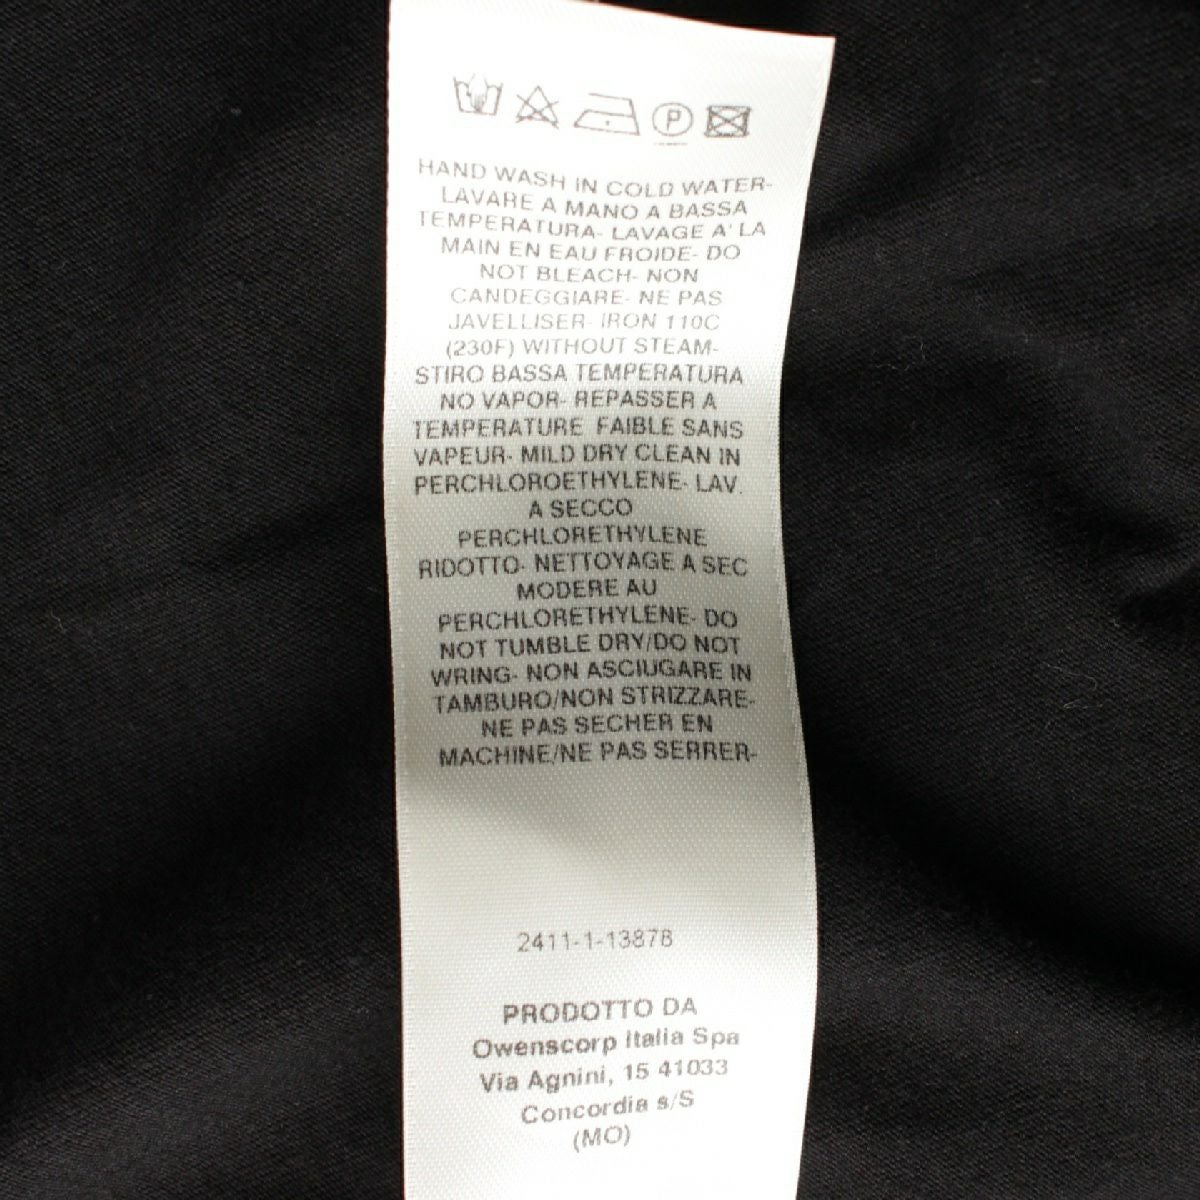 P
HAND WASH IN COLD WATER-
LAVARE A MANO A BASSA
TEMPERATURA- LAVAGE A' LA
MAIN EN EAU FROIDE- DO
NOT BLEACH- NON
CANDEGGIARE- NE PAS
JAVELLISER- IRON 110C
(230F) WITHOUT STEAM-
STIRO BASSA TEMPERATURA
NO VAPOR- REPASSER A
TEMPERATURE FAIBLE SANS
VAPEUR- MILD DRY CLEAN IN
PERCHLOROETHYLENE- LAV.
A SECCO
PERCHLORETHYLENE
RIDOTTO- NETTOYAGE A SEC
MODERE AU
PERCHLORETHYLENE- DO
NOT TUMBLE DRY/DO NOT
WRING- NON ASCIUGARE IN
TAMBURO/NON STRIZZARE-
NE PAS SECHER EN
MACHINE/NE PAS SERRER-
2411-1-13878
PRODOTTO DA
Owenscorp Italia Spa
Via Agnini, 15 41033
Concordia s/S
(MO)